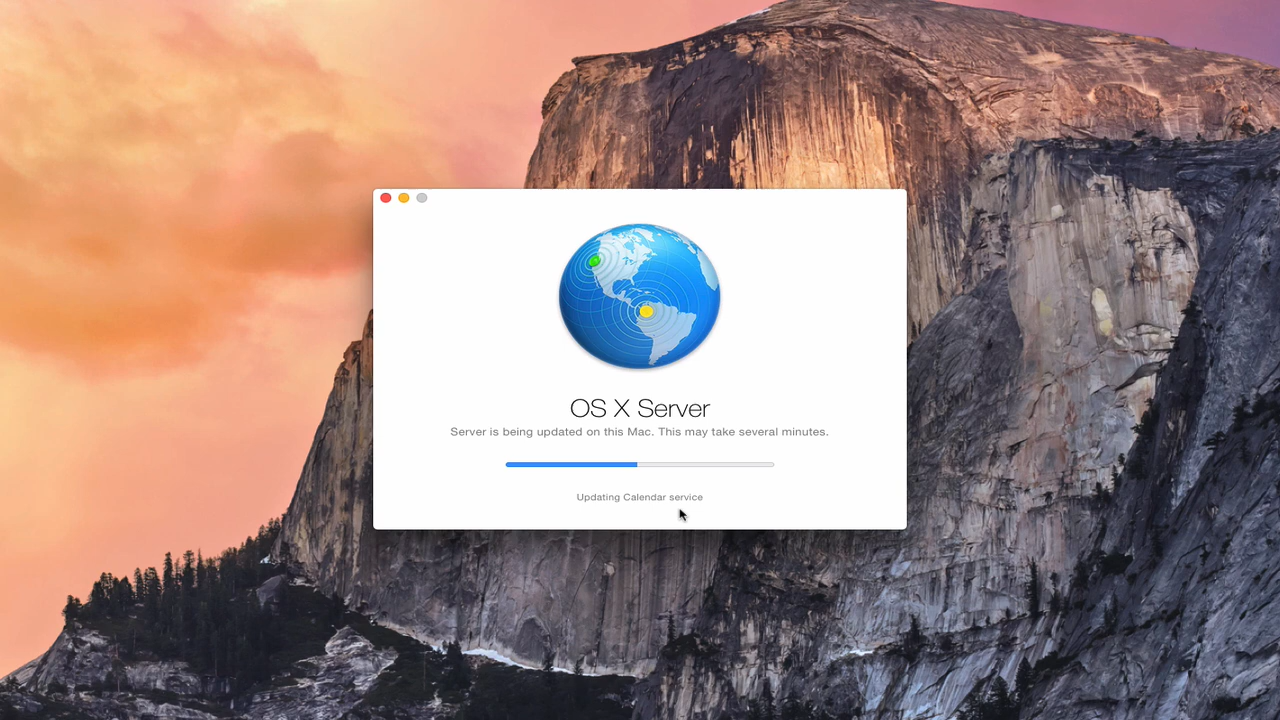 OS X Server
Server is being updated on this Mac. This may take several minutes.
Updating Calendar service